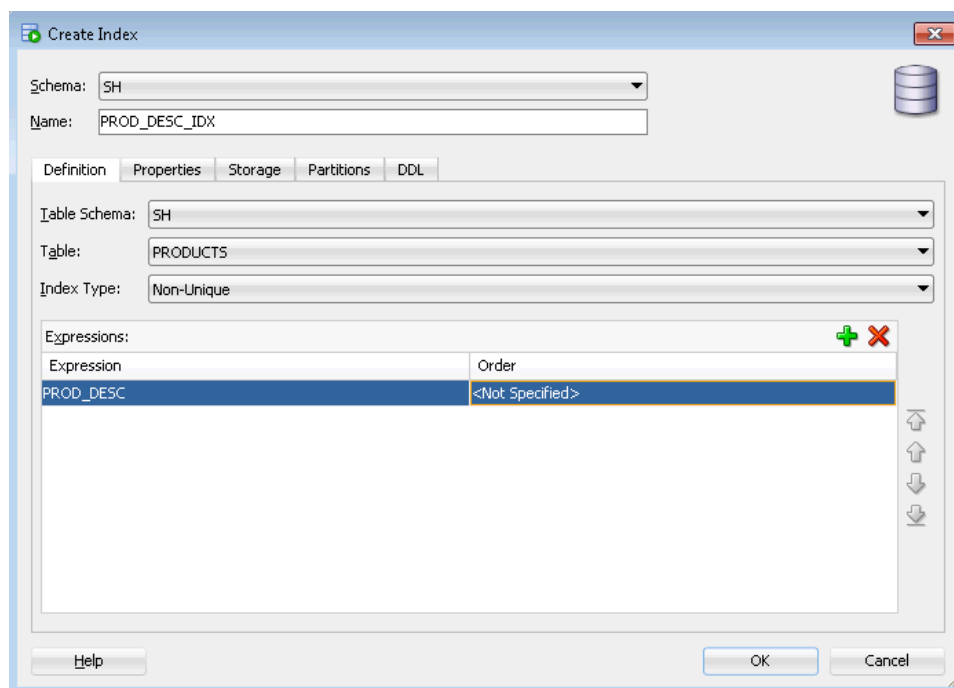 Create Index
Schema: SH
Name: PROD_DESC_IDX
Definition Properties Storage Partitions DDL
Table Schema: SH
Table: PRODUCTS
Index Type: Non-Unique
Expressions:
Expression Order
PROD_DESC <Not Specified>
Help OK Cancel